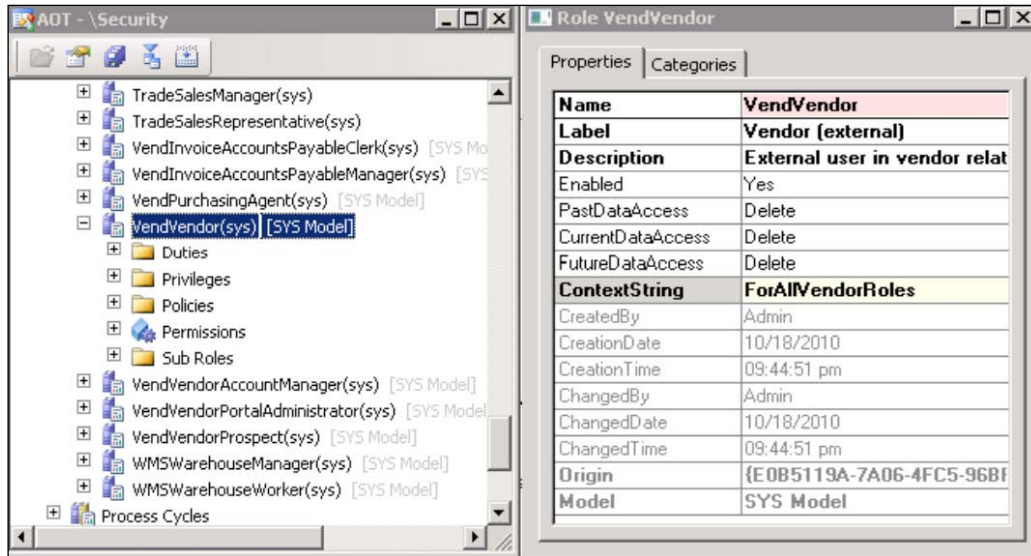 AOT - \Security
TradeSalesManager(sys)
TradeSalesRepresentative(sys)
VendInvoiceAccountsPayableClerk(sys) [SYS Mo
VendInvoiceAccountsPayableManager(sys) [SYS
VendPurchasingAgent(sys) [SYS Model]
VendVendor(sys) [SYS Model]
Duties
Privileges
Policies
Permissions
Sub Roles
VendVendorAccountManager(sys) [SYS Model]
VendVendorPortalAdministrator(sys) [SYS Model
VendVendorProspect(sys) [SYS Model]
WMSWarehouseManager(sys) [SYS Model]
WMSWarehouseWorker(sys) [SYS Model]
Process Cycles
Role VendVendor
Properties Categories
Name VendVendor
Label Vendor (external)
Description External user in vendor relat
Enabled Yes
PastDataAccess Delete
CurrentDataAccess Delete
FutureDataAccess Delete
ContextString ForAllVendorRoles
CreatedBy Admin
CreationDate 10/18/2010
CreationTime 09:44:51 pm
ChangedBy Admin
ChangedDate 10/18/2010
ChangedTime 09:44:51 pm
Origin {E0B5119A-7A06-4FC5-96BF
Model SYS Model